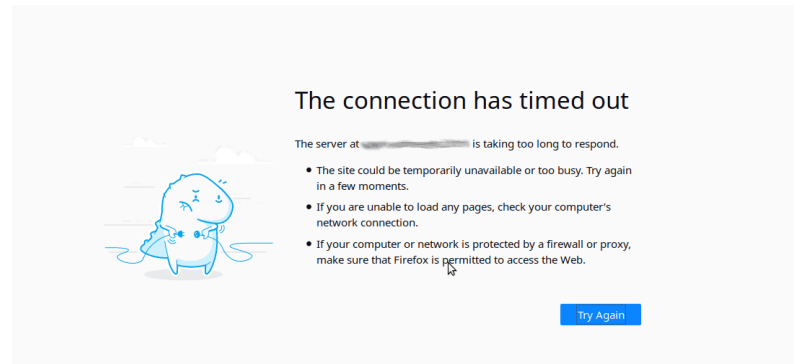 The connection has timed out
The server at is taking too long to respond.
The site could be temporarily unavailable or too busy. Try again
in a few moments.
If you are unable to load any pages, check your computer's
network connection.
If your computer or network is protected by a firewall or proxy,
make sure that Firefox is permitted to access the Web.
Try Again